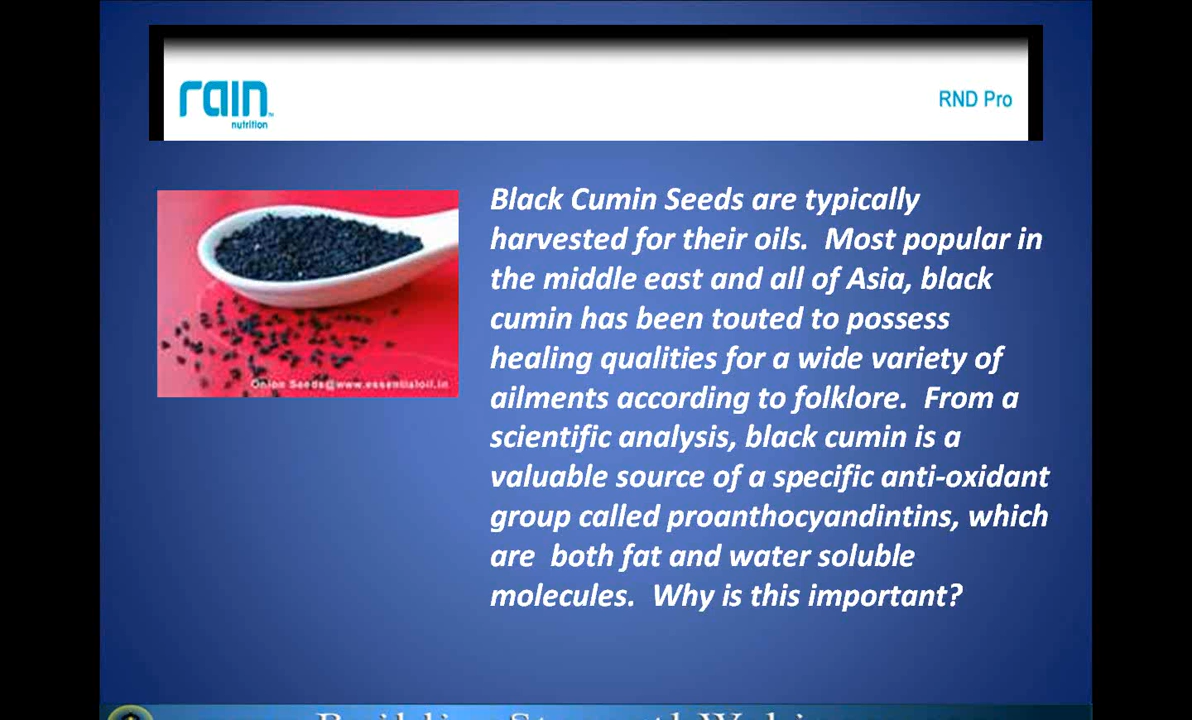 rain
nutrition
RND Pro
Black Cumin Seeds are typically
harvested for their oils. Most popular in
the middle east and all of Asia, black
cumin has been touted to possess
healing qualities for a wide variety of
ailments according to folklore. From a
scientific analysis, black cumin is a
valuable source of a specific anti-oxidant
group called proanthocyandintins, which
are both fat and water soluble
molecules. Why is this important?
Onion Seeds@www.essentialoil.in